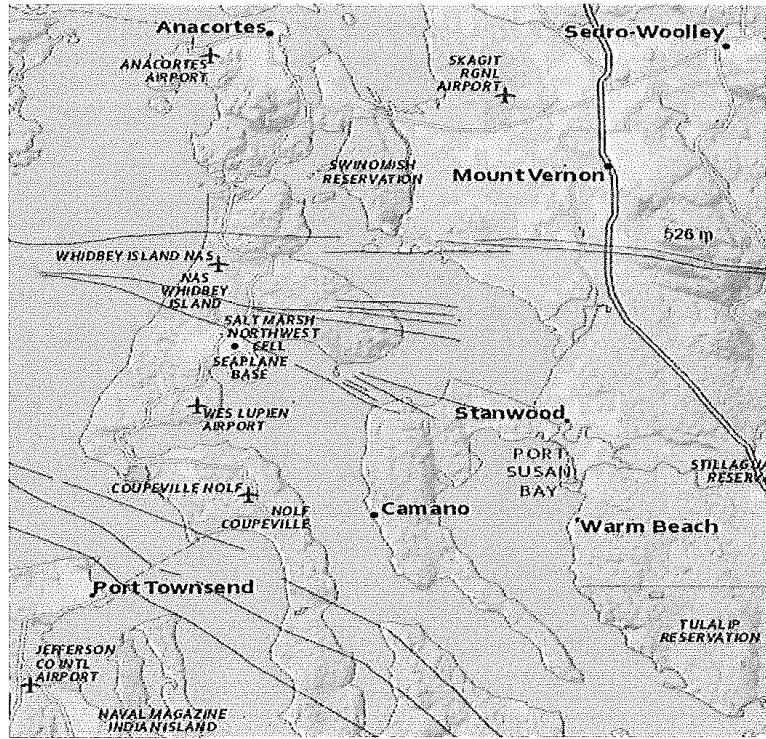 Anacortes
Sedro-Woolley
ANACORTES
AIRPORT
SKAGIT
RGNL
AIRPORT
SWINOMISH
RESERVATION
Mount Vernon
526 m
WHIDBEY ISLAND NAS
NAS
WHIDBEY
ISLAND
SALT MARSH
NORTHWEST
CELL
SEAPLANE
BASE
WES LUPIEN
AIRPORT
Stanwood
PORT
SUSAN
BAY
STILLAGUA
RESERV
COUPEVILLE NOLF
NOLF
COUPEVILLE
Camano
Warm Beach
Port Townsend
TULALIP
RESERVATION
JEFFERSON
CO INTL
AIRPORT
NAVAL MAGAZINE
INDIAN ISLAND